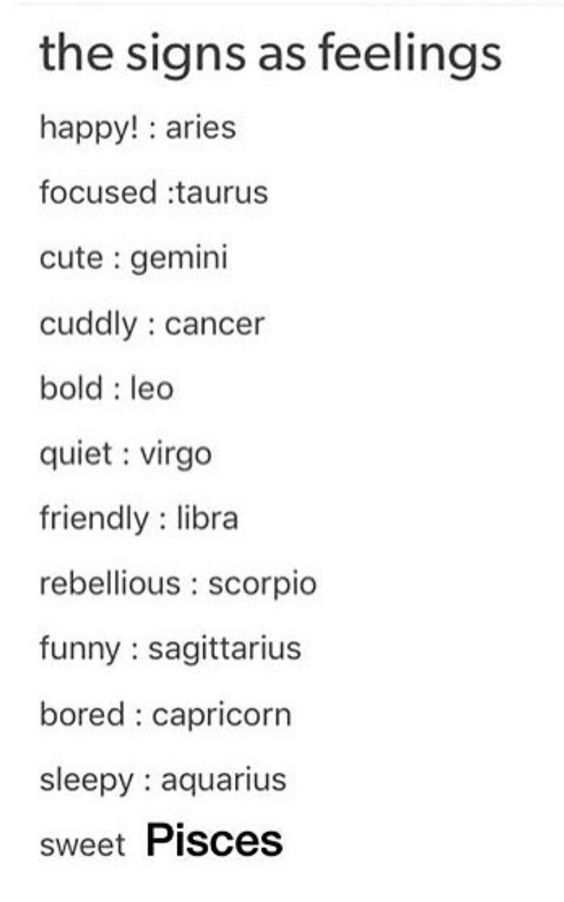 the signs as feelings
happy! : aries
focused :taurus
cute : gemini
cuddly : cancer
bold : leo
quiet : virgo
friendly : libra
rebellious : scorpio
funny : sagittarius
bored : capricorn
sleepy : aquarius
sweet Pisces